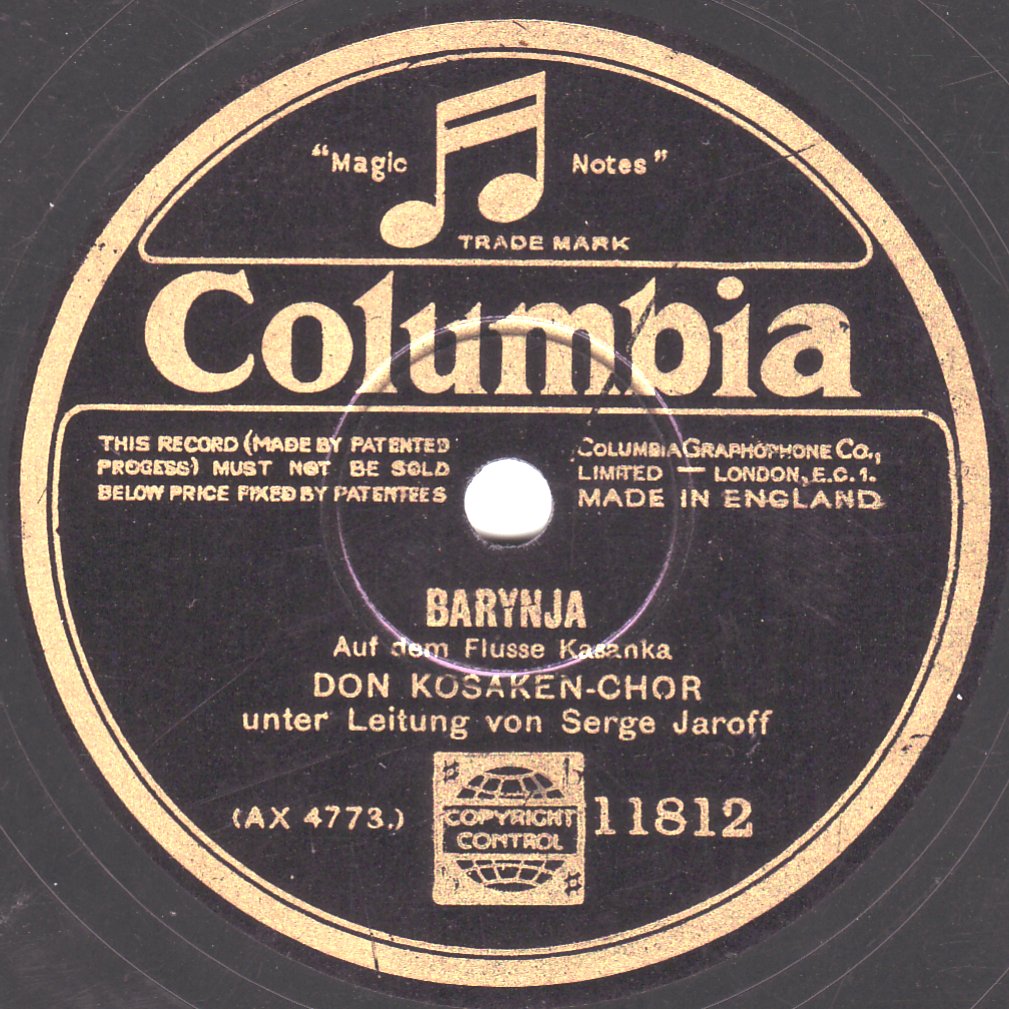 "Magic Notes"
TRADE MARK
Columbia
THIS RECORD (MADE BY PATENTED
PROCESS) MUST NOT BE SOLD
BELOW PRICE FIXED BY PATENTEES
COLUMBIA GRAPHOPHONE CO.,
LIMITED — LONDON, E.C.1.
MADE IN ENGLAND
BARYNJA
Auf dem Flusse Kasanka
DON KOSAKEN-CHOR
unter Leitung von Serge Jaroff
(AX 4773.)
COPYRIGHT
CONTROL
11812